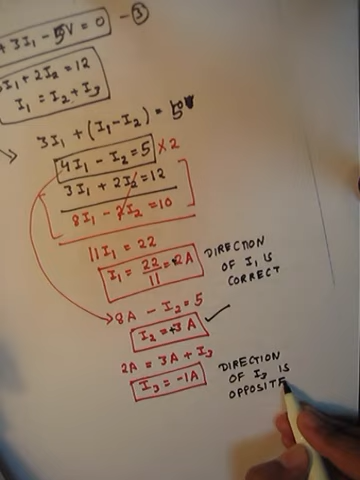 + 3I₁ - 5V = 0 - ③
3I₁ + 2I₂ = 12
I₁ = I₂ + I₃
3I₁ + (I₁ - I₂) = 5
4I₁ - I₂ = 5 × 2
3I₁ + 2I₂ = 12
8I₁ - 2I₂ = 10
11I₁ = 22
I₁ = 22/11 = 2A
DIRECTION
OF I₁ IS
CORRECT
8A - I₂ = 5
I₂ = +3A ✓
2A = 3A + I₃
I₃ = -1A
DIRECTION
OF I₃ IS
OPPOSITE